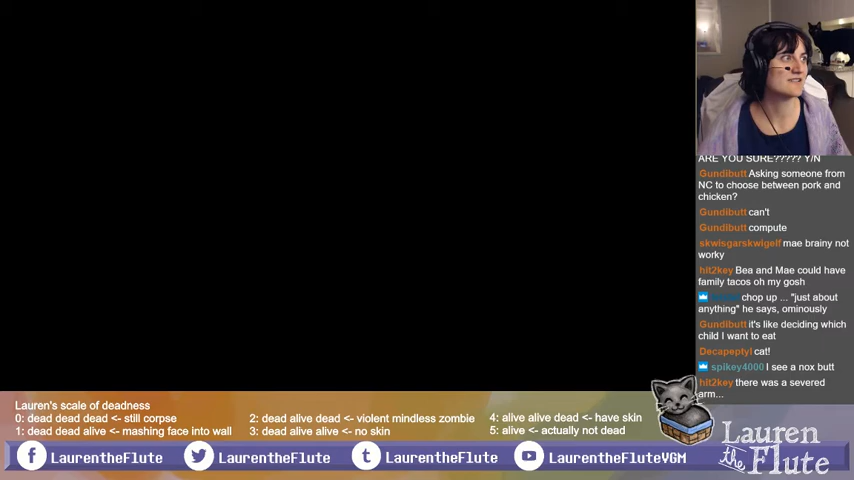 ARE YOU SURE????? Y/N
Gundibutt Asking someone from
NC to choose between pork and
chicken?
Gundibutt can't
Gundibutt compute
skwisgarskwigelf mae brainy not
worky
hit2key Bea and Mae could have
family tacos oh my gosh
chop up ... "just about
anything" he says, ominously
Gundibutt it's like deciding which
child I want to eat
Decapeptyl cat!
spikey4000 I see a nox butt
hit2key there was a severed
arm...
Lauren's scale of deadness
0: dead dead dead <- still corpse
1: dead dead alive <- mashing face into wall
2: dead alive dead <- violent mindless zombie
3: dead alive alive <- no skin
4: alive alive dead <- have skin
5: alive <- actually not dead
Lauren
the Flute
LaurentheFlute
LaurentheFlute
LaurentheFlute
LaurentheFluteVGM